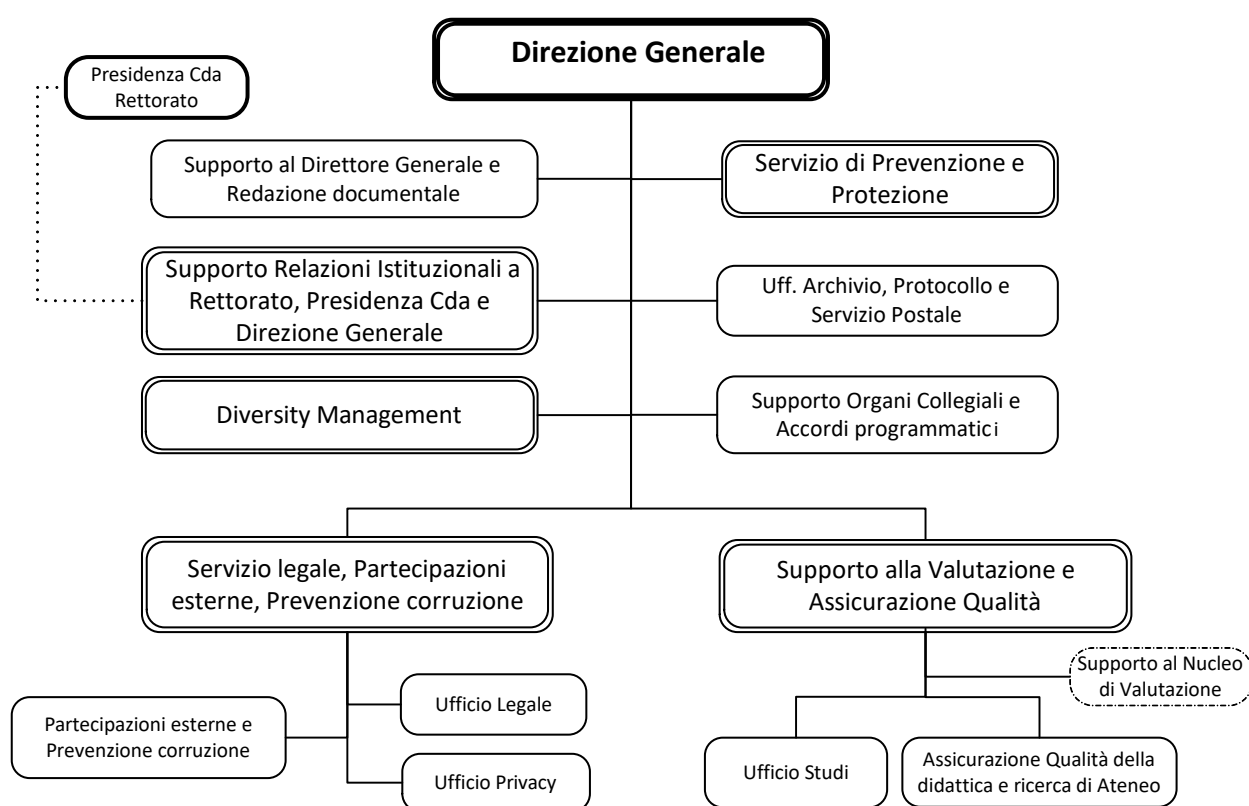 Direzione Generale
Presidenza Cda
Rettorato
Supporto al Direttore Generale e
Redazione documentale
Servizio di Prevenzione e
Protezione
Supporto Relazioni Istituzionali a
Rettorato, Presidenza Cda e
Direzione Generale
Uff. Archivio, Protocollo e
Servizio Postale
Diversity Management
Supporto Organi Collegiali e
Accordi programmatici
Servizio legale, Partecipazioni
esterne, Prevenzione corruzione
Supporto alla Valutazione e
Assicurazione Qualità
Supporto al Nucleo
di Valutazione
Ufficio Legale
Partecipazioni esterne e
Prevenzione corruzione
Ufficio Privacy
Ufficio Studi
Assicurazione Qualità della
didattica e ricerca di Ateneo